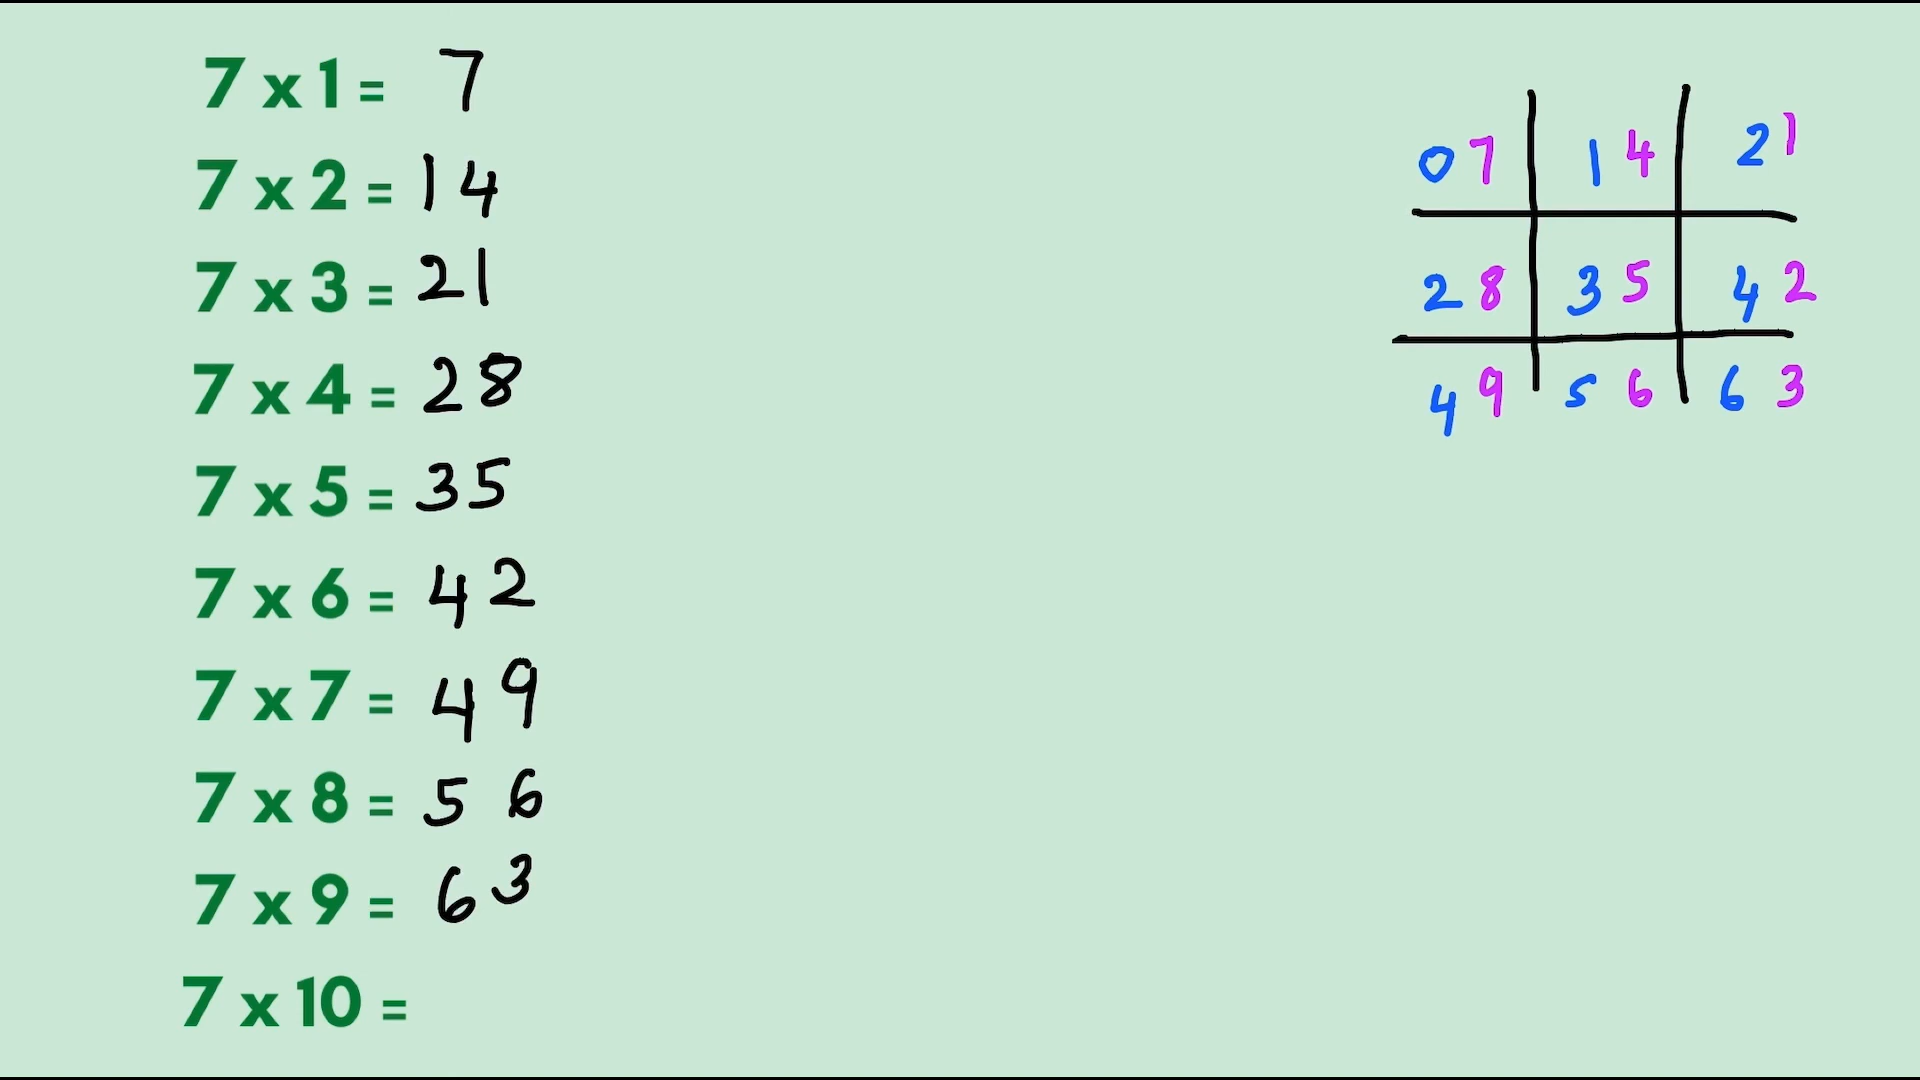 7 x 1 = 7
7 x 2 = 14
7 x 3 = 21
7 x 4 = 28
7 x 5 = 35
7 x 6 = 42
7 x 7 = 49
7 x 8 = 56
7 x 9 = 63
7 x 10 =
07 14 21
28 35 42
49 56 63